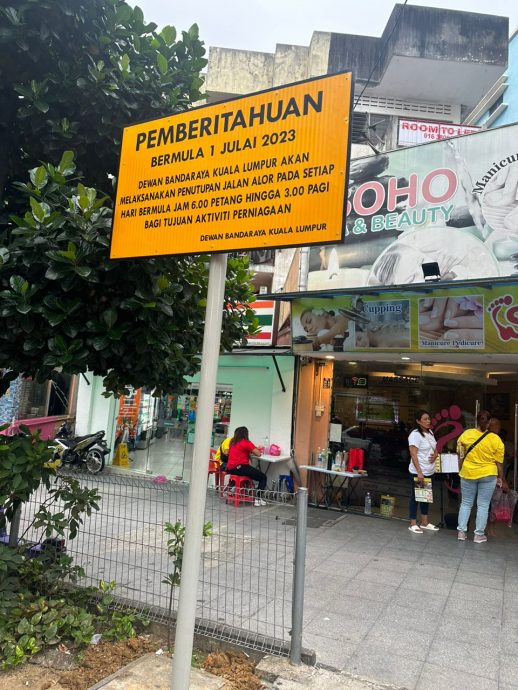 PEMBERITAHUAN
BERMULA 1 JULAI 2023
DEWAN BANDARAYA KUALA LUMPUR AKAN
MELAKSANAKAN PENUTUPAN JALAN ALOR PADA SETIAP
HARI BERMULA JAM 6.00 PETANG HINGGA 3.00 PAGI
BAGI TUJUAN AKTIVITI PERNIAGAAN
DEWAN BANDARAYA KUALA LUMPUR
ROOM TO LET
SOHO
& BEAUTY
Manicure
Cupping
Manicure Pedicure